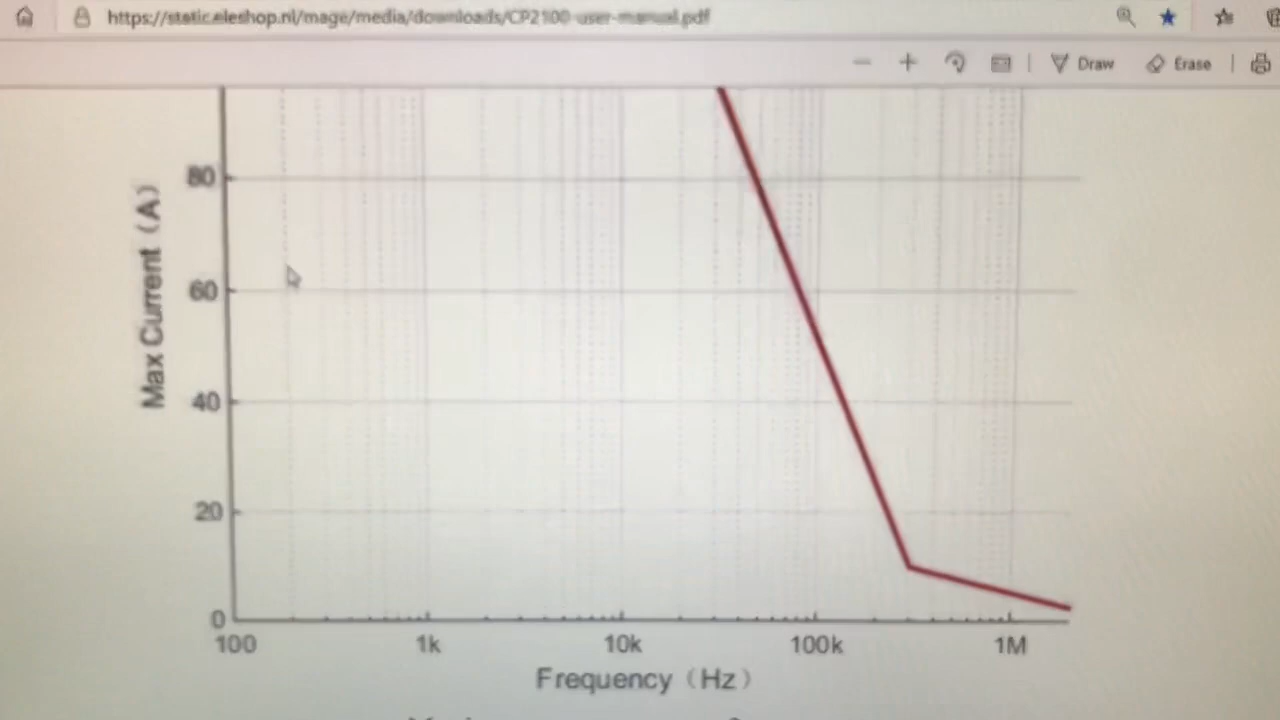 https://static.eleshop.nl/mage/media/downloads/CP2100-user-manual.pdf
Draw
Erase
80
60
40
20
0
Max Current (A)
100 1k 10k 100k 1M
Frequency (Hz)